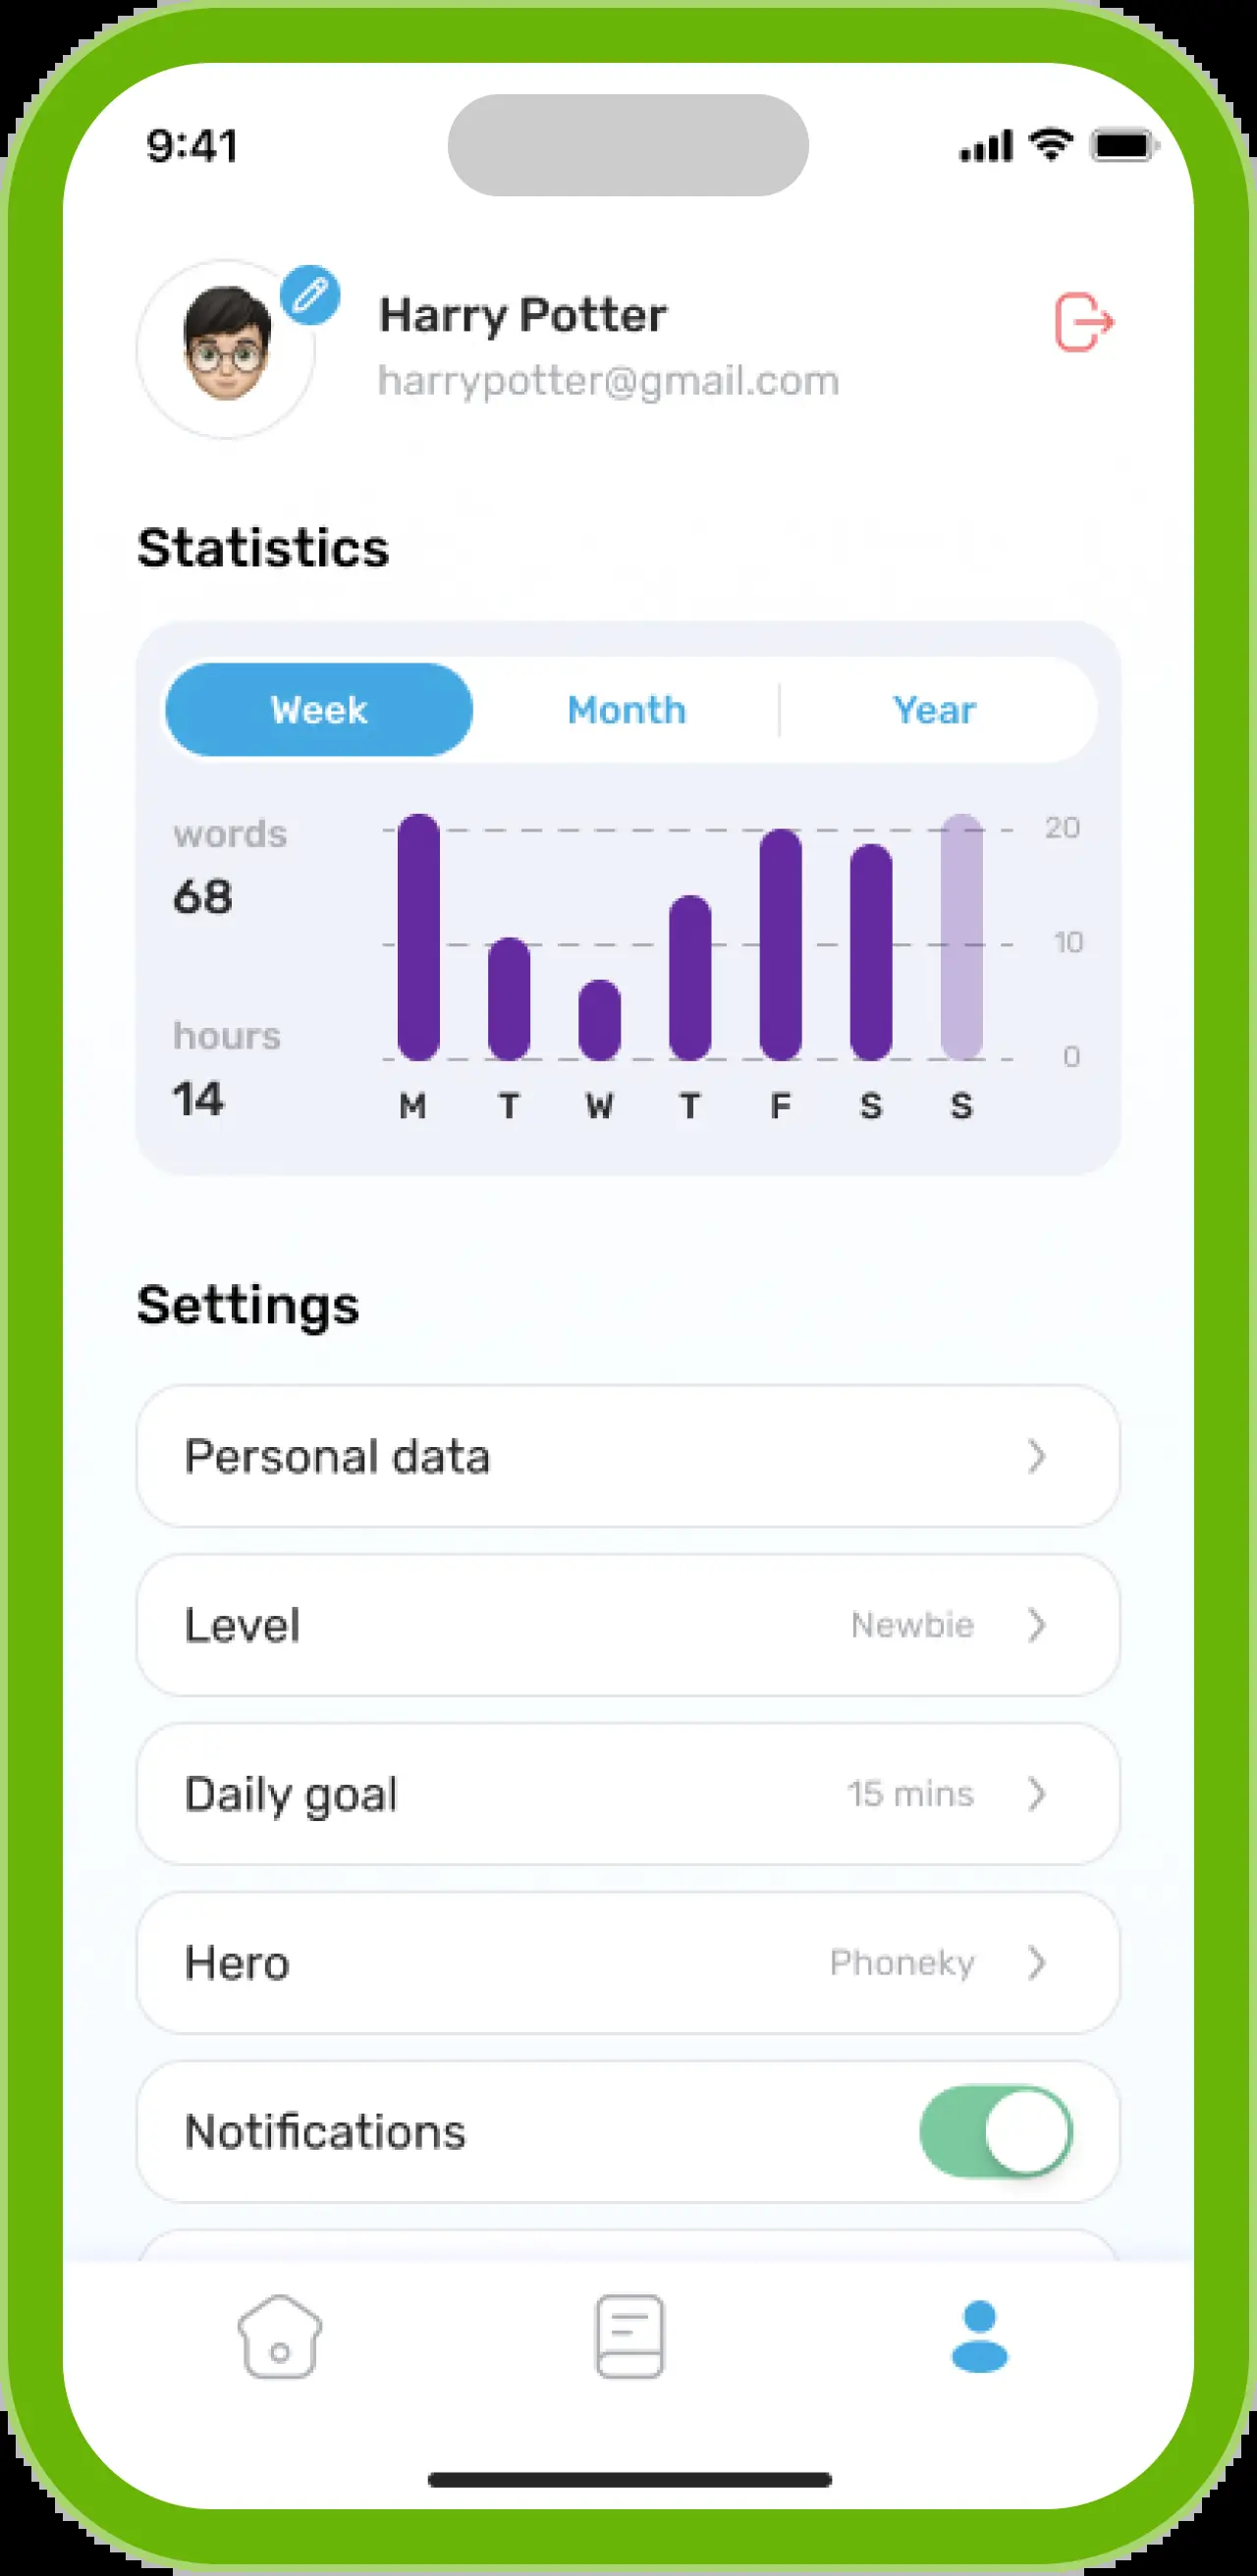 9:41
Harry Potter
harrypotter@gmail.com
Statistics
Week Month Year
words
68
hours
14
20
10
0
M T W T F S S
Settings
Personal data
Level Newbie
Daily goal 15 mins
Hero Phoneky
Notifications